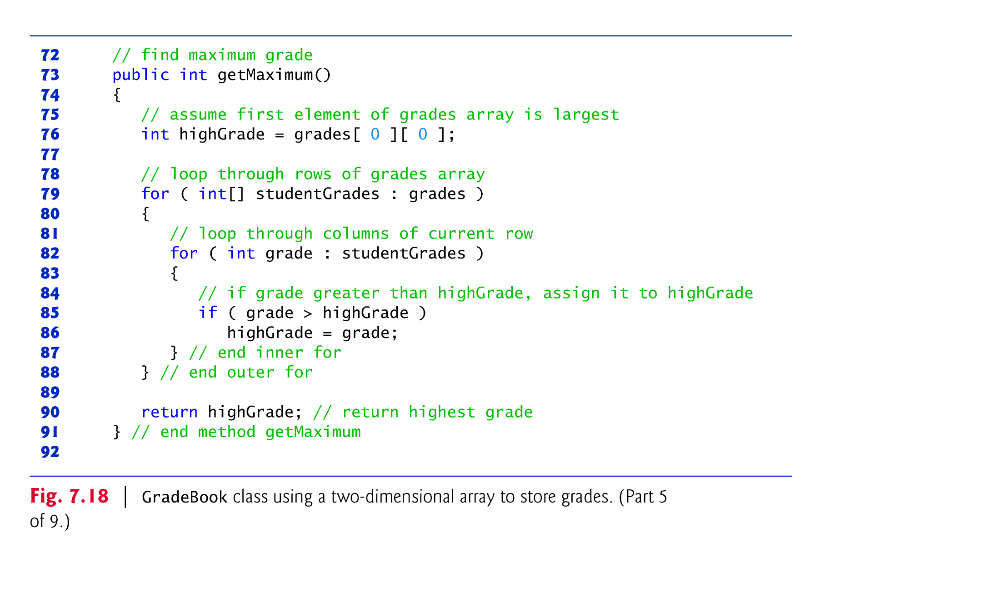 72 // find maximum grade
73 public int getMaximum()
74 {
75 // assume first element of grades array is largest
76 int highGrade = grades[ 0 ][ 0 ];
77
78 // loop through rows of grades array
79 for ( int[] studentGrades : grades )
80 {
81 // loop through columns of current row
82 for ( int grade : studentGrades )
83 {
84 // if grade greater than highGrade, assign it to highGrade
85 if ( grade > highGrade )
86 highGrade = grade;
87 } // end inner for
88 } // end outer for
89
90 return highGrade; // return highest grade
91 } // end method getMaximum
92
Fig. 7.18 | GradeBook class using a two-dimensional array to store grades. (Part 5
of 9.)